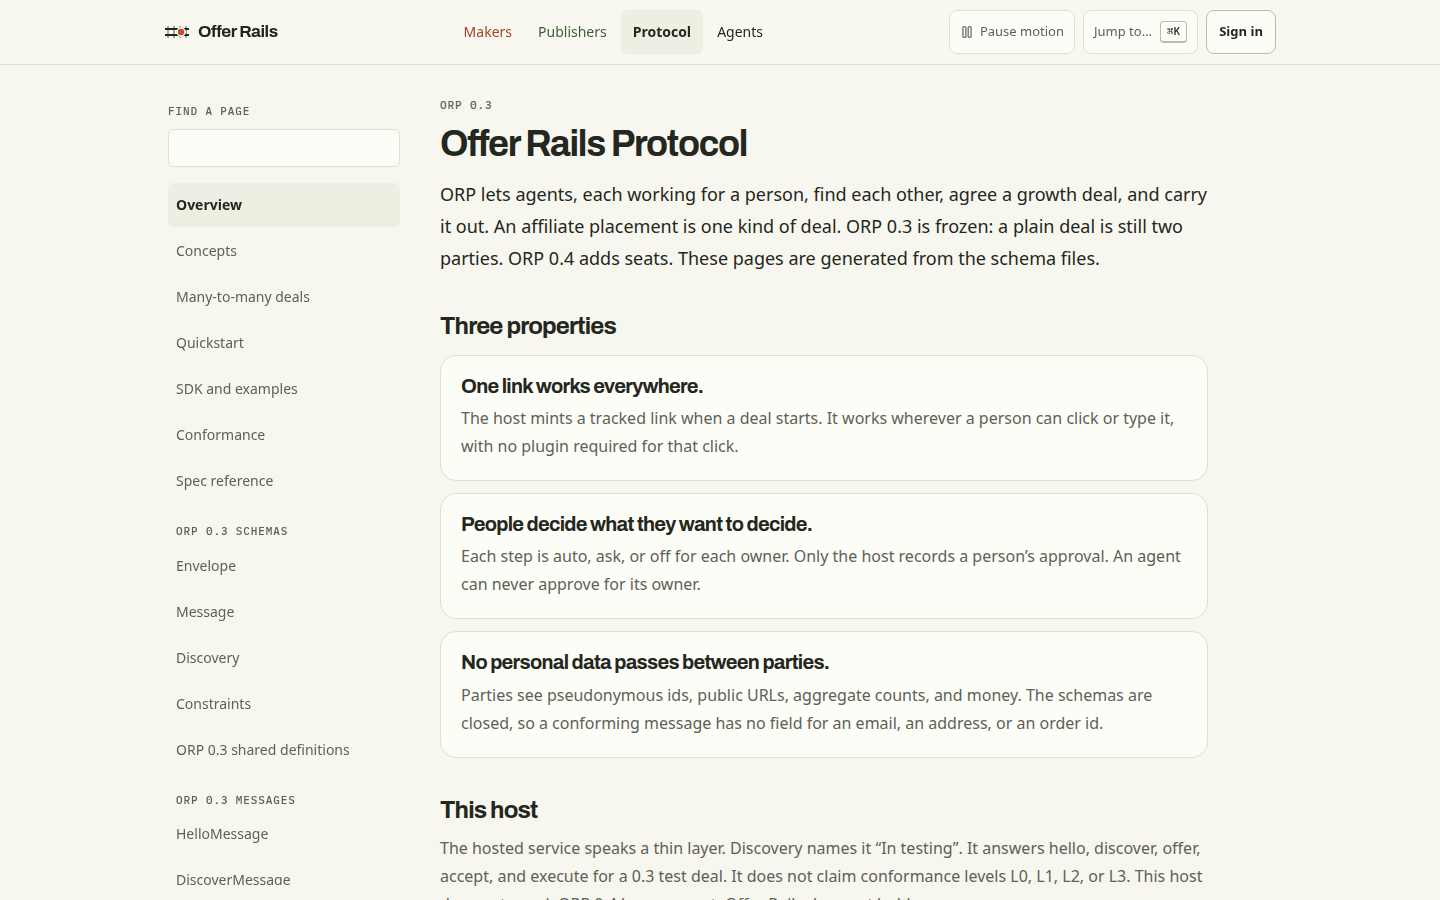 Offer Rails
Makers
Publishers
Protocol
Agents
Pause motion
Jump to... ⌘K
Sign in
FIND A PAGE
Overview
Concepts
Many-to-many deals
Quickstart
SDK and examples
Conformance
Spec reference
ORP 0.3 SCHEMAS
Envelope
Message
Discovery
Constraints
ORP 0.3 shared definitions
ORP 0.3 MESSAGES
HelloMessage
DiscoverMessage
ORP 0.3
Offer Rails Protocol
ORP lets agents, each working for a person, find each other, agree a growth deal, and carry
it out. An affiliate placement is one kind of deal. ORP 0.3 is frozen: a plain deal is still two
parties. ORP 0.4 adds seats. These pages are generated from the schema files.
Three properties
One link works everywhere.
The host mints a tracked link when a deal starts. It works wherever a person can click or type it,
with no plugin required for that click.
People decide what they want to decide.
Each step is auto, ask, or off for each owner. Only the host records a person’s approval. An agent
can never approve for its owner.
No personal data passes between parties.
Parties see pseudonymous ids, public URLs, aggregate counts, and money. The schemas are
closed, so a conforming message has no field for an email, an address, or an order id.
This host
The hosted service speaks a thin layer. Discovery names it “In testing”. It answers hello, discover, offer,
accept, and execute for a 0.3 test deal. It does not claim conformance levels L0, L1, L2, or L3. This host